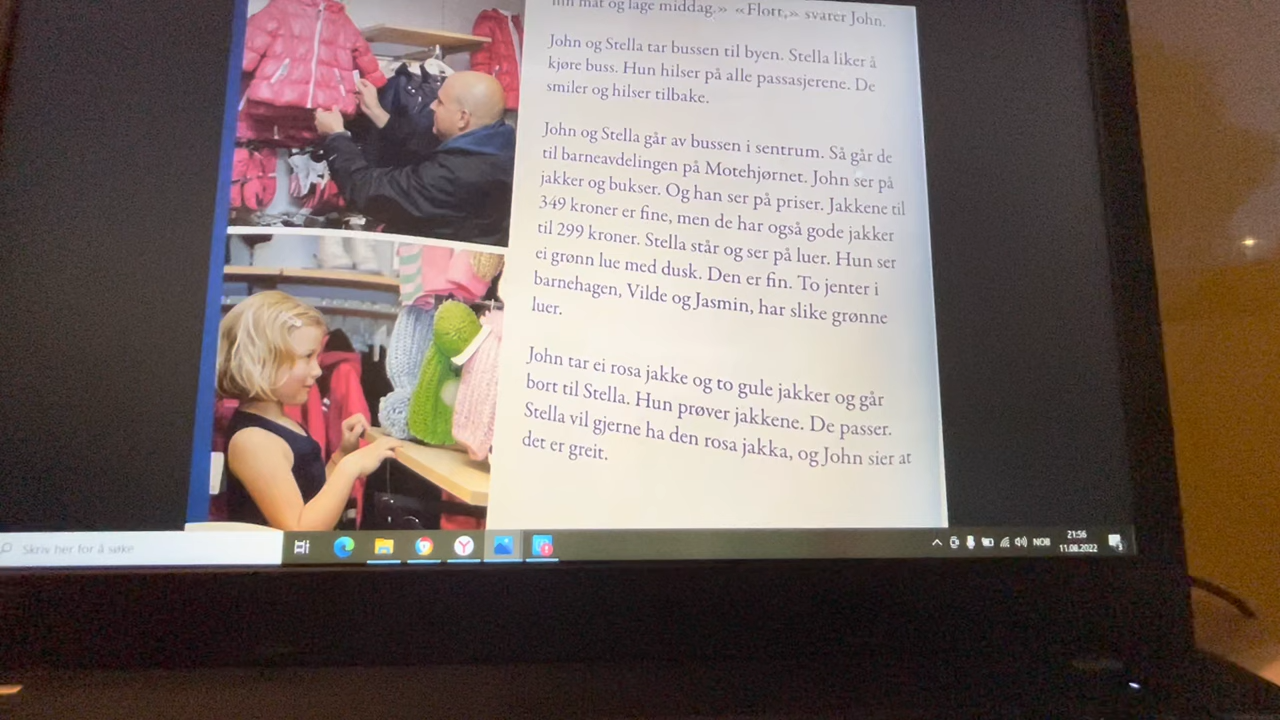 inn mat og lage middag.» «Flott,» svarer John.
John og Stella tar bussen til byen. Stella liker å
kjøre buss. Hun hilser på alle passasjerene. De
smiler og hilser tilbake.
John og Stella går av bussen i sentrum. Så går de
til barneavdelingen på Motehjørnet. John ser på
jakker og bukser. Og han ser på priser. Jakkene til
349 kroner er fine, men de har også gode jakker
til 299 kroner. Stella står og ser på luer. Hun ser
ei grønn lue med dusk. Den er fin. To jenter i
barnehagen, Vilde og Jasmin, har slike grønne
luer.
John tar ei rosa jakke og to gule jakker og går
bort til Stella. Hun prøver jakkene. De passer.
Stella vil gjerne ha den rosa jakka, og John sier at
det er greit.
Skriv her for å søke
NOB
21:56
11.08.2022